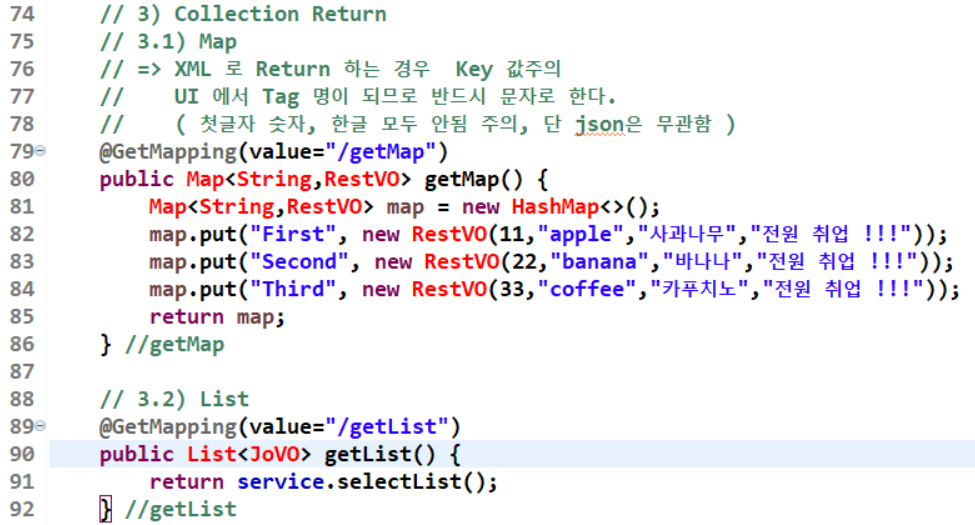 74 // 3) Collection Return
75 // 3.1) Map
76 // => XML 로 Return 하는 경우  Key 값주의
77 //    UI 에서 Tag 명이 되므로 반드시 문자로 한다.
78 //    ( 첫글자 숫자, 한글 모두 안됨 주의, 단 json은 무관함 )
79 @GetMapping(value="/getMap")
80 public Map<String,RestVO> getMap() {
81     Map<String,RestVO> map = new HashMap<>();
82     map.put("First", new RestVO(11,"apple","사과나무","전원 취업 !!!"));
83     map.put("Second", new RestVO(22,"banana","바나나","전원 취업 !!!"));
84     map.put("Third", new RestVO(33,"coffee","카푸치노","전원 취업 !!!"));
85     return map;
86 } //getMap
87
88 // 3.2) List
89 @GetMapping(value="/getList")
90 public List<JoVO> getList() {
91     return service.selectList();
92 } //getList